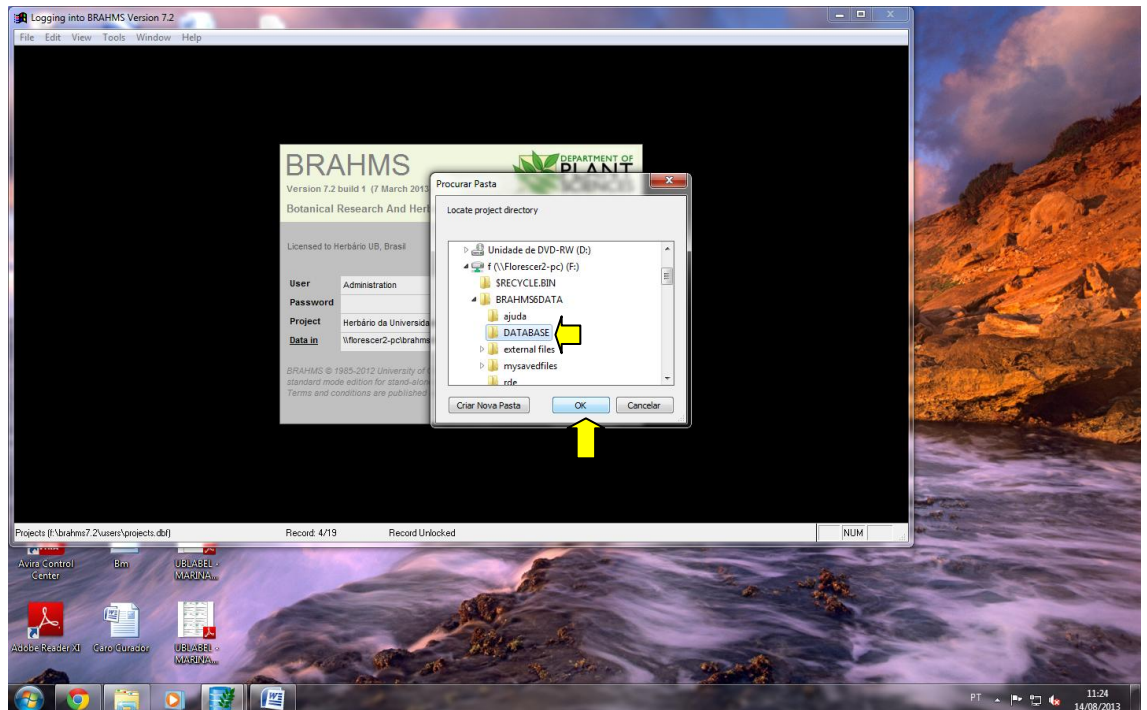 Logging into BRAHMS Version 7.2
File Edit View Tools Window Help
BRAHMS
DEPARTMENT OF
PLANT
SCIENCES
Version 7.2 build 1 (7 March 2013
Botanical Research And Her
Licensed to Herbário UB, Brasil
User Administration
Password
Project Herbário da Universida
Data in \\florescer2-pc\brahms
BRAHMS © 1985-2012 University of
standard mode edition for stand-alon
Terms and conditions are published
Procurar Pasta
Locate project directory
Unidade de DVD-RW (D:)
f (\\Florescer2-pc) (F:)
$RECYCLE.BIN
BRAHMS6DATA
ajuda
DATABASE
external files
mysavedfiles
rde
Criar Nova Pasta OK Cancelar
Projects (f:\brahms7.2\users\projects.dbf) Record: 4/19 Record Unlocked NUM
Avira Control
Center
Bm
UBLABEL -
MARINA...
Adobe Reader XI
Caro Curador
UBLABEL -
MARINA...
PT
11:24
14/08/2013